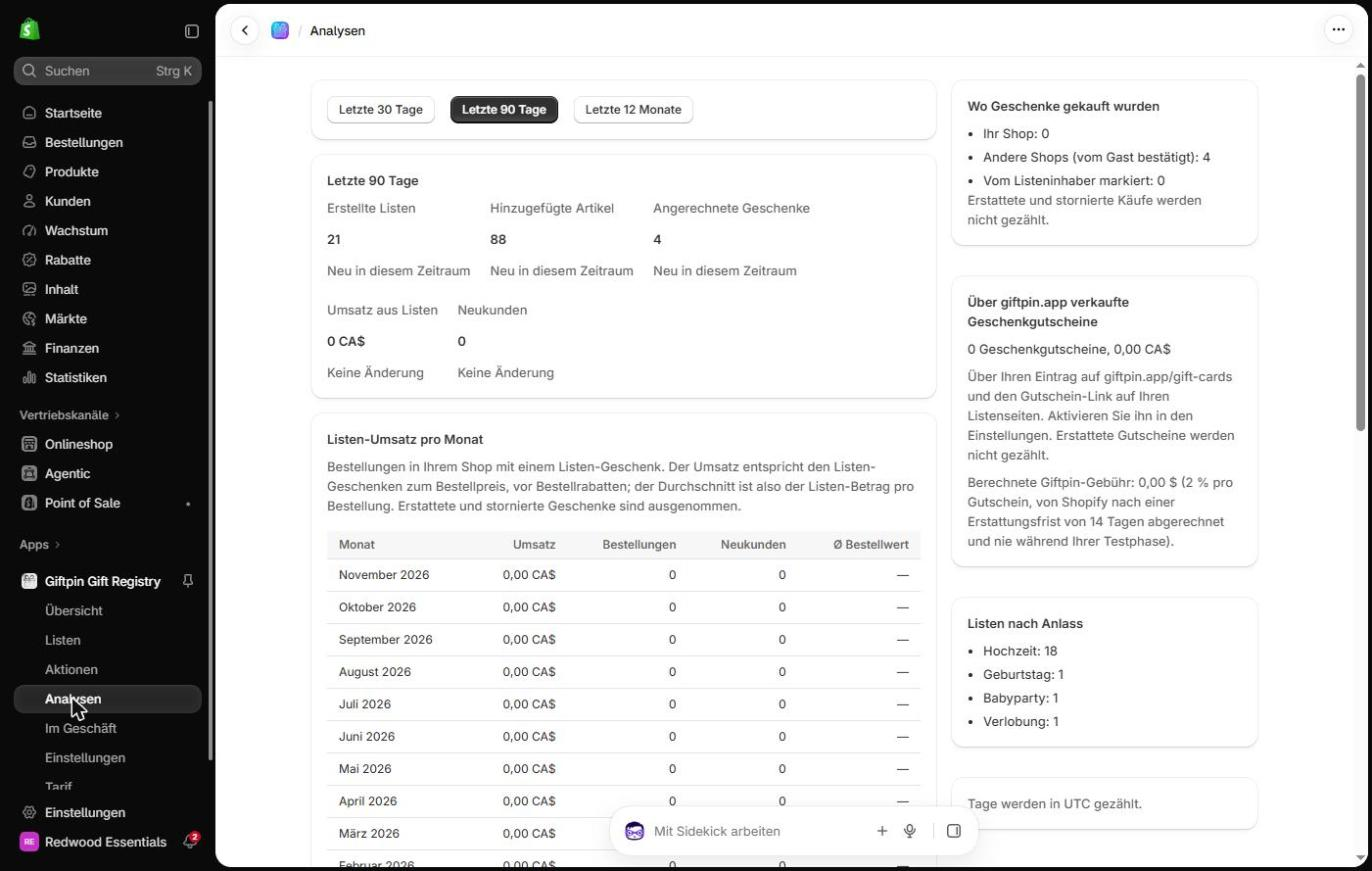 Suchen Strg K
Startseite
Bestellungen
Produkte
Kunden
Wachstum
Rabatte
Inhalt
Märkte
Finanzen
Statistiken
Vertriebskanäle
Onlineshop
Agentic
Point of Sale
Apps
Giftpin Gift Registry
Übersicht
Listen
Aktionen
Analysen
Im Geschäft
Einstellungen
Tarif
Einstellungen
RE Redwood Essentials 2
/ Analysen
Letzte 30 Tage Letzte 90 Tage Letzte 12 Monate
Letzte 90 Tage
Erstellte Listen Hinzugefügte Artikel Angerechnete Geschenke
21 88 4
Neu in diesem Zeitraum Neu in diesem Zeitraum Neu in diesem Zeitraum
Umsatz aus Listen Neukunden
0 CA$ 0
Keine Änderung Keine Änderung
Listen-Umsatz pro Monat
Bestellungen in Ihrem Shop mit einem Listen-Geschenk. Der Umsatz entspricht den Listen-
Geschenken zum Bestellpreis, vor Bestellrabatten; der Durchschnitt ist also der Listen-Betrag pro
Bestellung. Erstattete und stornierte Geschenke sind ausgenommen.
Monat Umsatz Bestellungen Neukunden Ø Bestellwert
November 2026 0,00 CA$ 0 0 —
Oktober 2026 0,00 CA$ 0 0 —
September 2026 0,00 CA$ 0 0 —
August 2026 0,00 CA$ 0 0 —
Juli 2026 0,00 CA$ 0 0 —
Juni 2026 0,00 CA$ 0 0 —
Mai 2026 0,00 CA$ 0 0 —
April 2026 0,00 CA$ 0 0 —
März 2026 0,00 CA$
Februar 2026 0,00 CA$ 0 0 —
Mit Sidekick arbeiten
Wo Geschenke gekauft wurden
• Ihr Shop: 0
• Andere Shops (vom Gast bestätigt): 4
• Vom Listeninhaber markiert: 0
Erstattete und stornierte Käufe werden
nicht gezählt.
Über giftpin.app verkaufte
Geschenkgutscheine
0 Geschenkgutscheine, 0,00 CA$
Über Ihren Eintrag auf giftpin.app/gift-cards
und den Gutschein-Link auf Ihren
Listenseiten. Aktivieren Sie ihn in den
Einstellungen. Erstattete Gutscheine werden
nicht gezählt.
Berechnete Giftpin-Gebühr: 0,00 $ (2 % pro
Gutschein, von Shopify nach einer
Erstattungsfrist von 14 Tagen abgerechnet
und nie während Ihrer Testphase).
Listen nach Anlass
• Hochzeit: 18
• Geburtstag: 1
• Babyparty: 1
• Verlobung: 1
Tage werden in UTC gezählt.